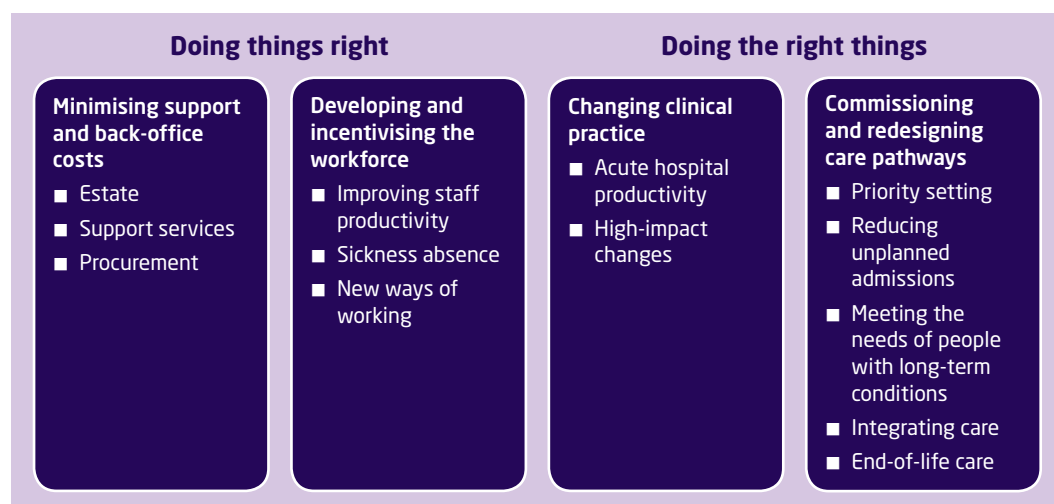 Doing things right
Minimising support
and back-office
costs
■ Estate
■ Support services
■ Procurement
Developing and
incentivising the
workforce
■ Improving staff
productivity
■ Sickness absence
■ New ways of
working
Doing the right things
Changing clinical
practice
■ Acute hospital
productivity
■ High-impact
changes
Commissioning
and redesigning
care pathways
■ Priority setting
■ Reducing
unplanned
admissions
■ Meeting the
needs of people
with long-term
conditions
■ Integrating care
■ End-of-life care